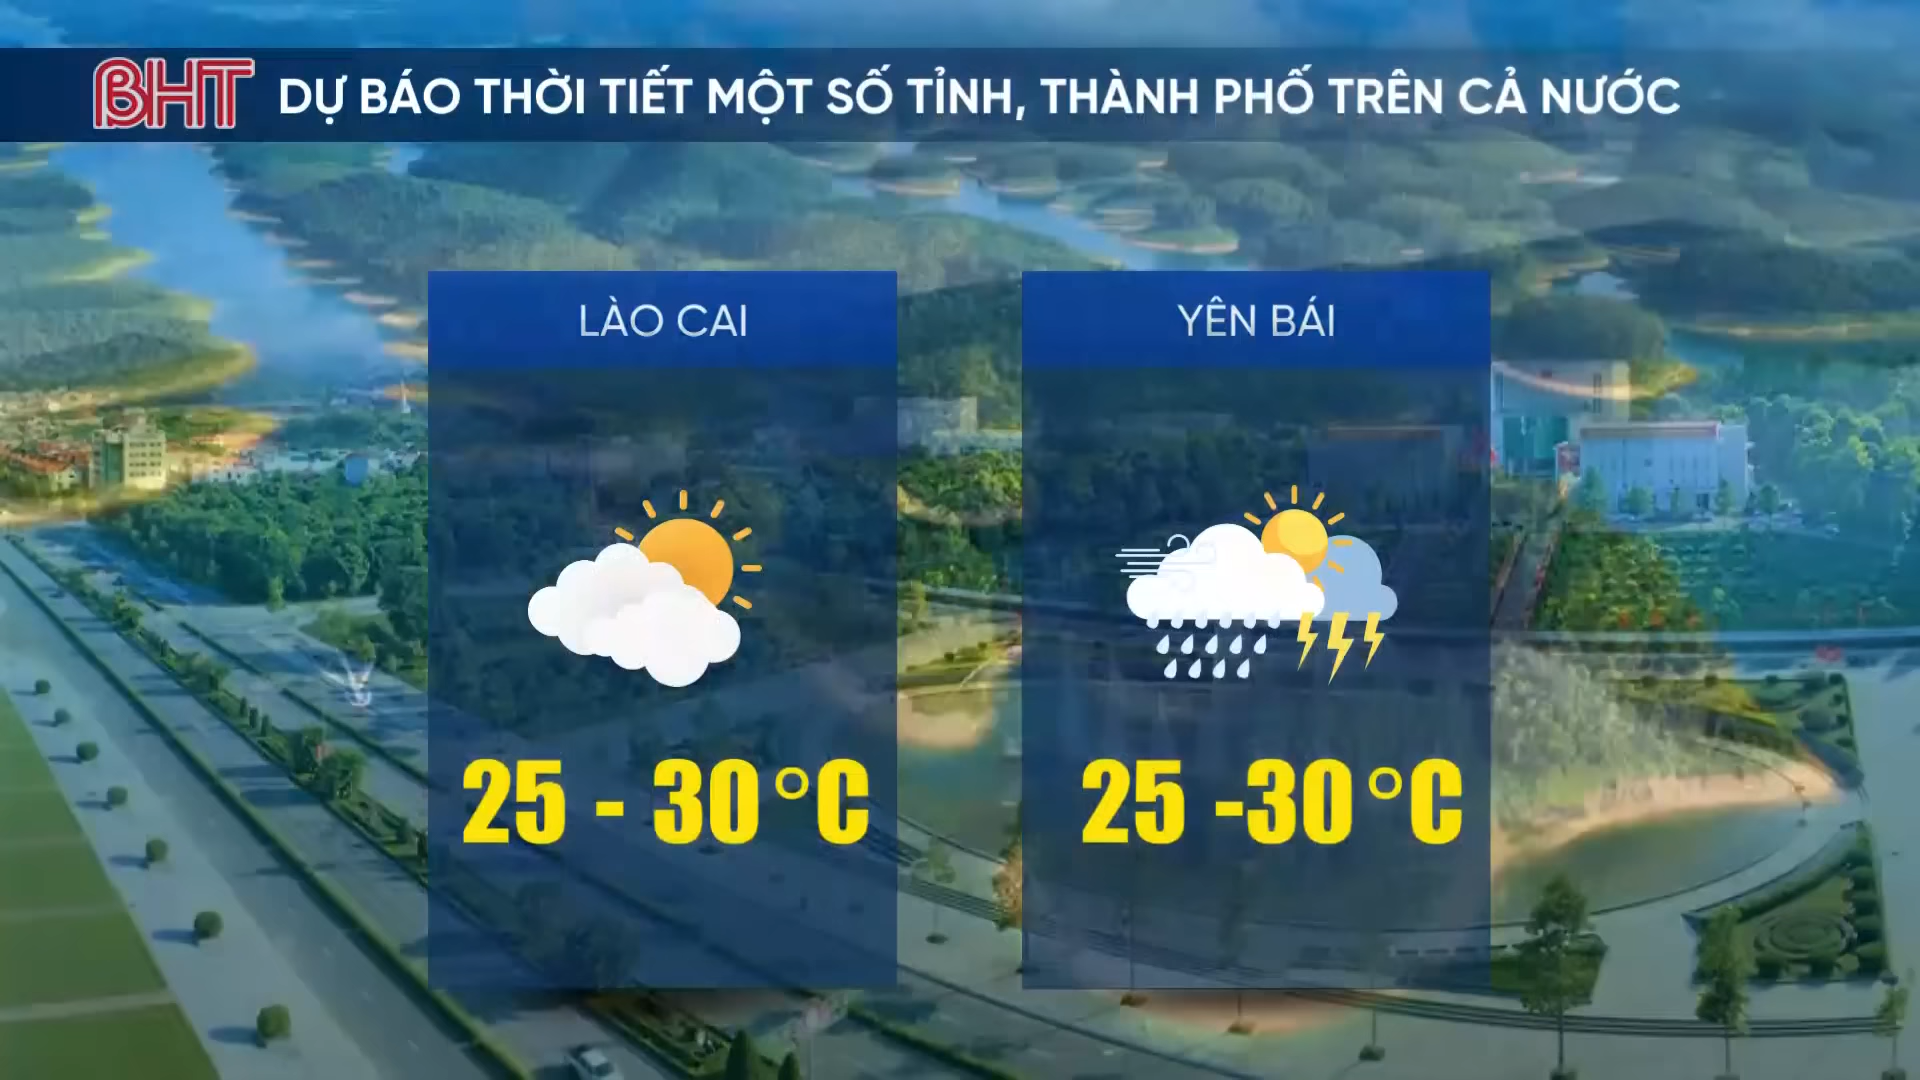 BHT DỰ BÁO THỜI TIẾT MỘT SỐ TỈNH, THÀNH PHỐ TRÊN CẢ NƯỚC
LÀO CAI
25 - 30°C
YÊN BÁI
25 -30°C